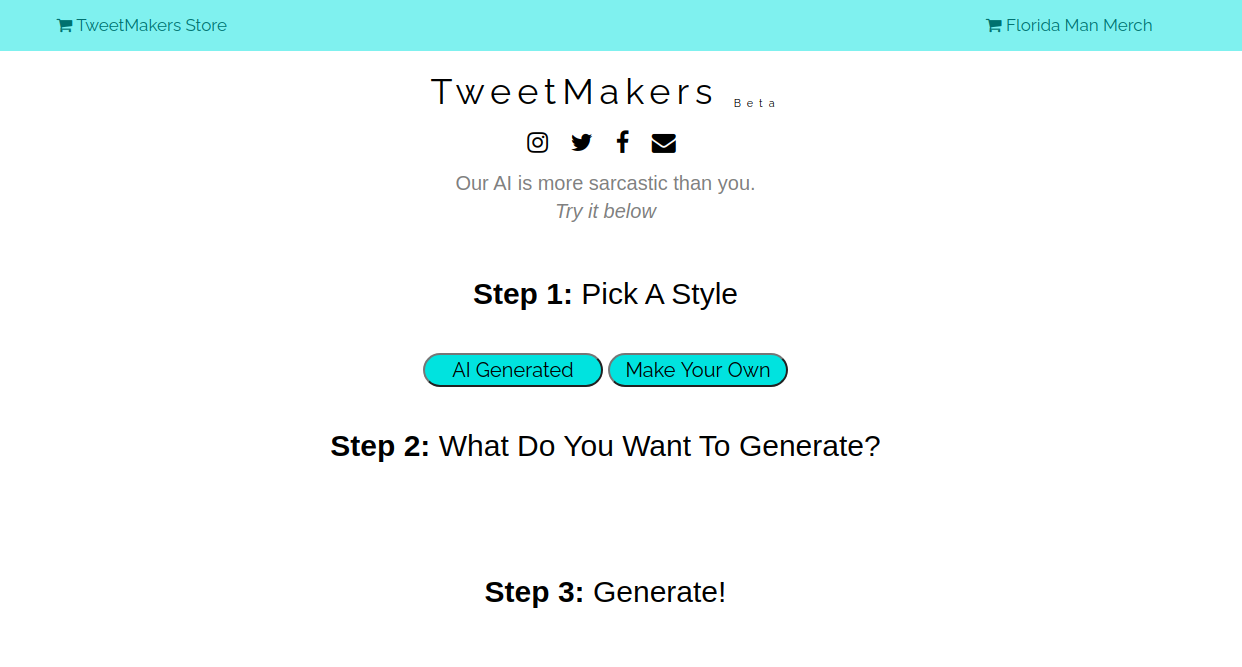 TweetMakers Store
Florida Man Merch
TweetMakers Beta
Our AI is more sarcastic than you.
Try it below
Step 1: Pick A Style
AI Generated
Make Your Own
Step 2: What Do You Want To Generate?
Step 3: Generate!